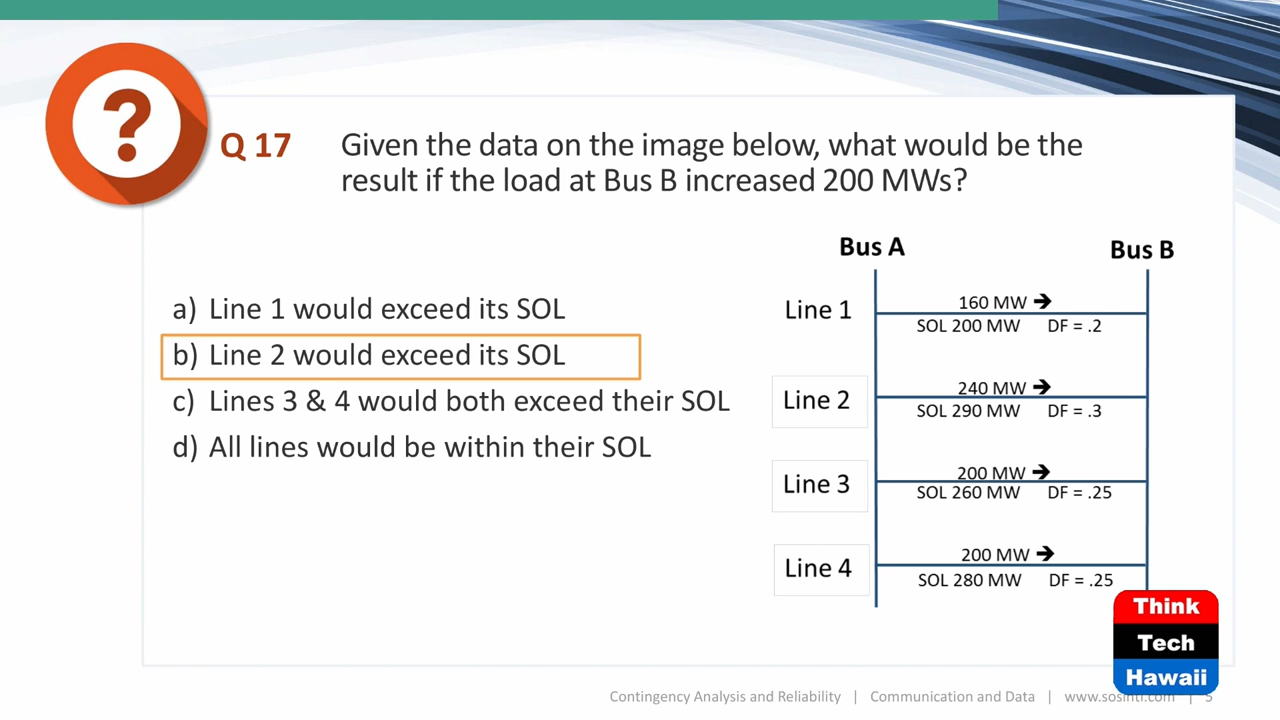 ?
Q 17
Given the data on the image below, what would be the
result if the load at Bus B increased 200 MWs?
a) Line 1 would exceed its SOL
b) Line 2 would exceed its SOL
c) Lines 3 & 4 would both exceed their SOL
d) All lines would be within their SOL
Bus A
Bus B
Line 1
160 MW ➔
SOL 200 MW DF = .2
Line 2
240 MW ➔
SOL 290 MW DF = .3
Line 3
200 MW ➔
SOL 260 MW DF = .25
Line 4
200 MW ➔
SOL 280 MW DF = .25
Think
Tech
Hawaii
Contingency Analysis and Reliability | Communication and Data | www.sosintl.com | 5